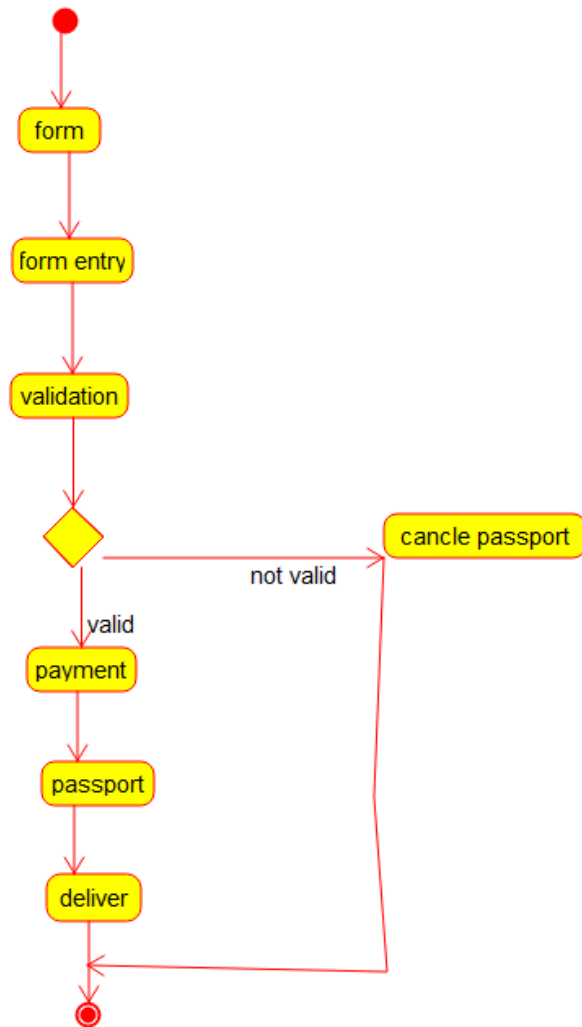 form
form entry
validation
cancle passport
not valid
valid
payment
passport
deliver